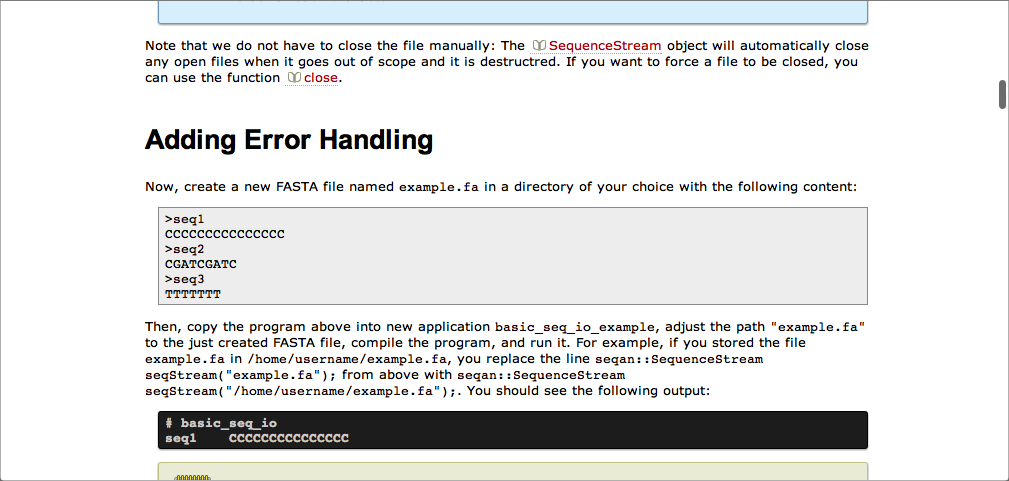 Note that we do not have to close the file manually: The SequenceStream object will automatically close
any open files when it goes out of scope and it is destructred. If you want to force a file to be closed, you
can use the function close.
Adding Error Handling
Now, create a new FASTA file named example.fa in a directory of your choice with the following content:
>seq1
CCCCCCCCCCCCCCC
>seq2
CGATCGATC
>seq3
TTTTTTT
Then, copy the program above into new application basic_seq_io_example, adjust the path "example.fa"
to the just created FASTA file, compile the program, and run it. For example, if you stored the file
example.fa in /home/username/example.fa, you replace the line seqan::SequenceStream
seqStream("example.fa"); from above with seqan::SequenceStream
seqStream("/home/username/example.fa");. You should see the following output:
# basic_seq_io
seq1    CCCCCCCCCCCCCCC